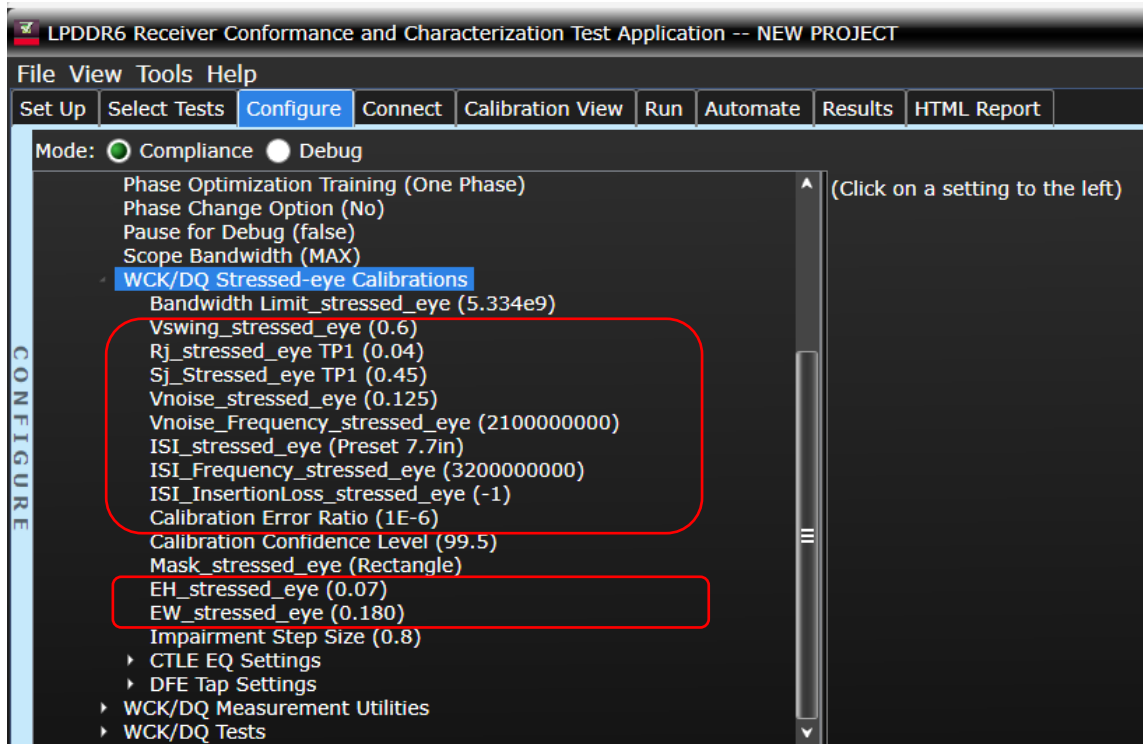 LPDDR6 Receiver Conformance and Characterization Test Application -- NEW PROJECT
File View Tools Help
Set Up Select Tests Configure Connect Calibration View Run Automate Results HTML Report
Mode: Compliance Debug
Phase Optimization Training (One Phase)
(Click on a setting to the left)
Phase Change Option (No)
Pause for Debug (false)
Scope Bandwidth (MAX)
WCK/DQ Stressed-eye Calibrations
Bandwidth Limit_stressed_eye (5.334e9)
Vswing_stressed_eye (0.6)
Rj_stressed_eye TP1 (0.04)
Sj_Stressed_eye TP1 (0.45)
Vnoise_stressed_eye (0.125)
Vnoise_Frequency_stressed_eye (2100000000)
ISI_stressed_eye (Preset 7.7in)
ISI_Frequency_stressed_eye (3200000000)
ISI_InsertionLoss_stressed_eye (-1)
Calibration Error Ratio (1E-6)
Calibration Confidence Level (99.5)
Mask_stressed_eye (Rectangle)
EH_stressed_eye (0.07)
EW_stressed_eye (0.180)
Impairment Step Size (0.8)
CTLE EQ Settings
DFE Tap Settings
WCK/DQ Measurement Utilities
WCK/DQ Tests
CONFIGURE